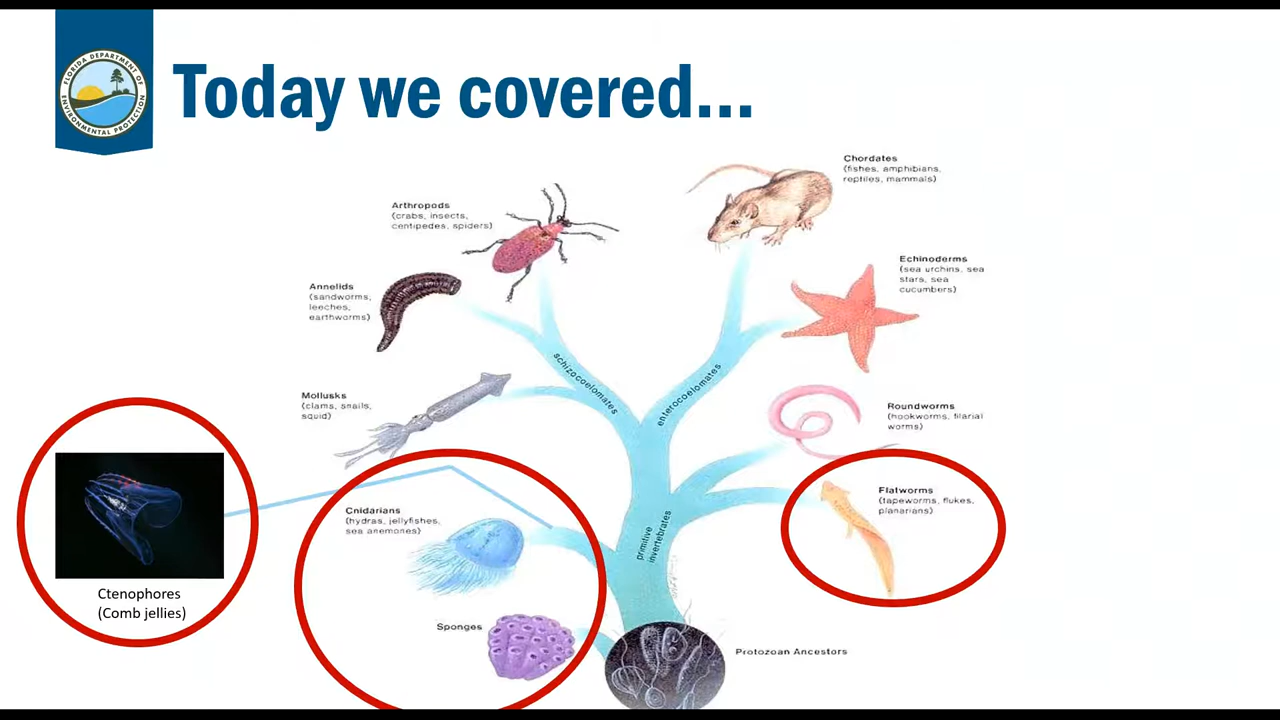 FLORIDA DEPARTMENT OF
ENVIRONMENTAL PROTECTION
Today we covered...
Chordates
(fishes, amphibians,
reptiles, mammals)
Arthropods
(crabs, insects,
centipedes, spiders)
Echinoderms
(sea urchins, sea
stars, sea
cucumbers)
Annelids
(sandworms,
leeches,
earthworms)
schizocoelomates
enterocoelomates
Mollusks
(clams, snails,
squid)
Roundworms
(hookworms, filarial
worms)
Flatworms
(tapeworms, flukes,
planarians)
Cnidarians
(hydras, jellyfishes,
sea anemones)
primitive
invertebrates
Ctenophores
(Comb jellies)
Sponges
Protozoan Ancestors